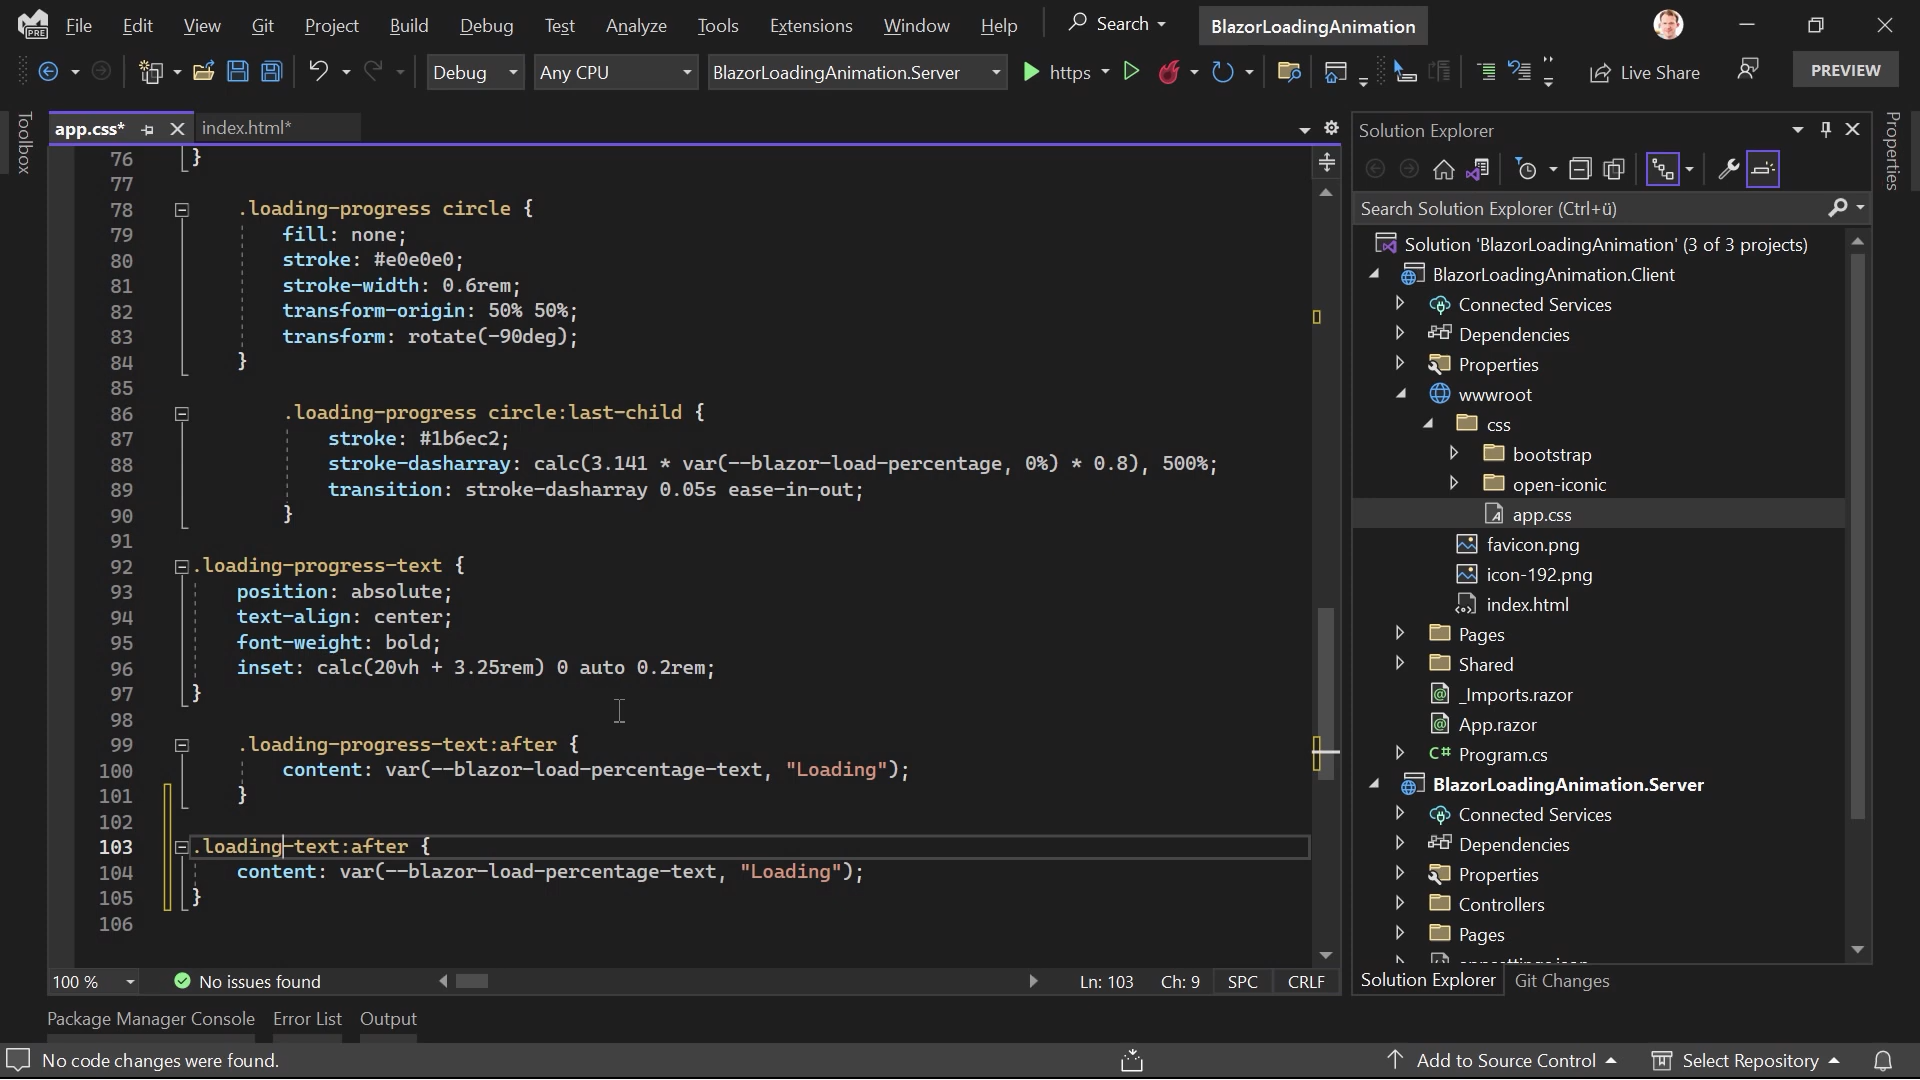 File Edit View Git Project Build Debug Test Analyze Tools Extensions Window Help Search BlazorLoadingAnimation
PRE
Debug Any CPU BlazorLoadingAnimation.Server https Live Share PREVIEW
Toolbox
app.css* index.html*
76 }
77
78 .loading-progress circle {
79 fill: none;
80 stroke: #e0e0e0;
81 stroke-width: 0.6rem;
82 transform-origin: 50% 50%;
83 transform: rotate(-90deg);
84 }
85
86 .loading-progress circle:last-child {
87 stroke: #1b6ec2;
88 stroke-dasharray: calc(3.141 * var(--blazor-load-percentage, 0%) * 0.8), 500%;
89 transition: stroke-dasharray 0.05s ease-in-out;
90 }
91
92 .loading-progress-text {
93 position: absolute;
94 text-align: center;
95 font-weight: bold;
96 inset: calc(20vh + 3.25rem) 0 auto 0.2rem;
97 }
98
99 .loading-progress-text:after {
100 content: var(--blazor-load-percentage-text, "Loading");
101 }
102
103 .loading-text:after {
104 content: var(--blazor-load-percentage-text, "Loading");
105 }
106
100 % No issues found Ln: 103 Ch: 9 SPC CRLF
Solution Explorer
Search Solution Explorer (Ctrl+ü)
Solution 'BlazorLoadingAnimation' (3 of 3 projects)
BlazorLoadingAnimation.Client
Connected Services
Dependencies
Properties
wwwroot
css
bootstrap
open-iconic
app.css
favicon.png
icon-192.png
index.html
Pages
Shared
_Imports.razor
App.razor
C# Program.cs
BlazorLoadingAnimation.Server
Connected Services
Dependencies
Properties
Controllers
Pages
Solution Explorer Git Changes
Properties
Package Manager Console Error List Output
No code changes were found. Add to Source Control Select Repository